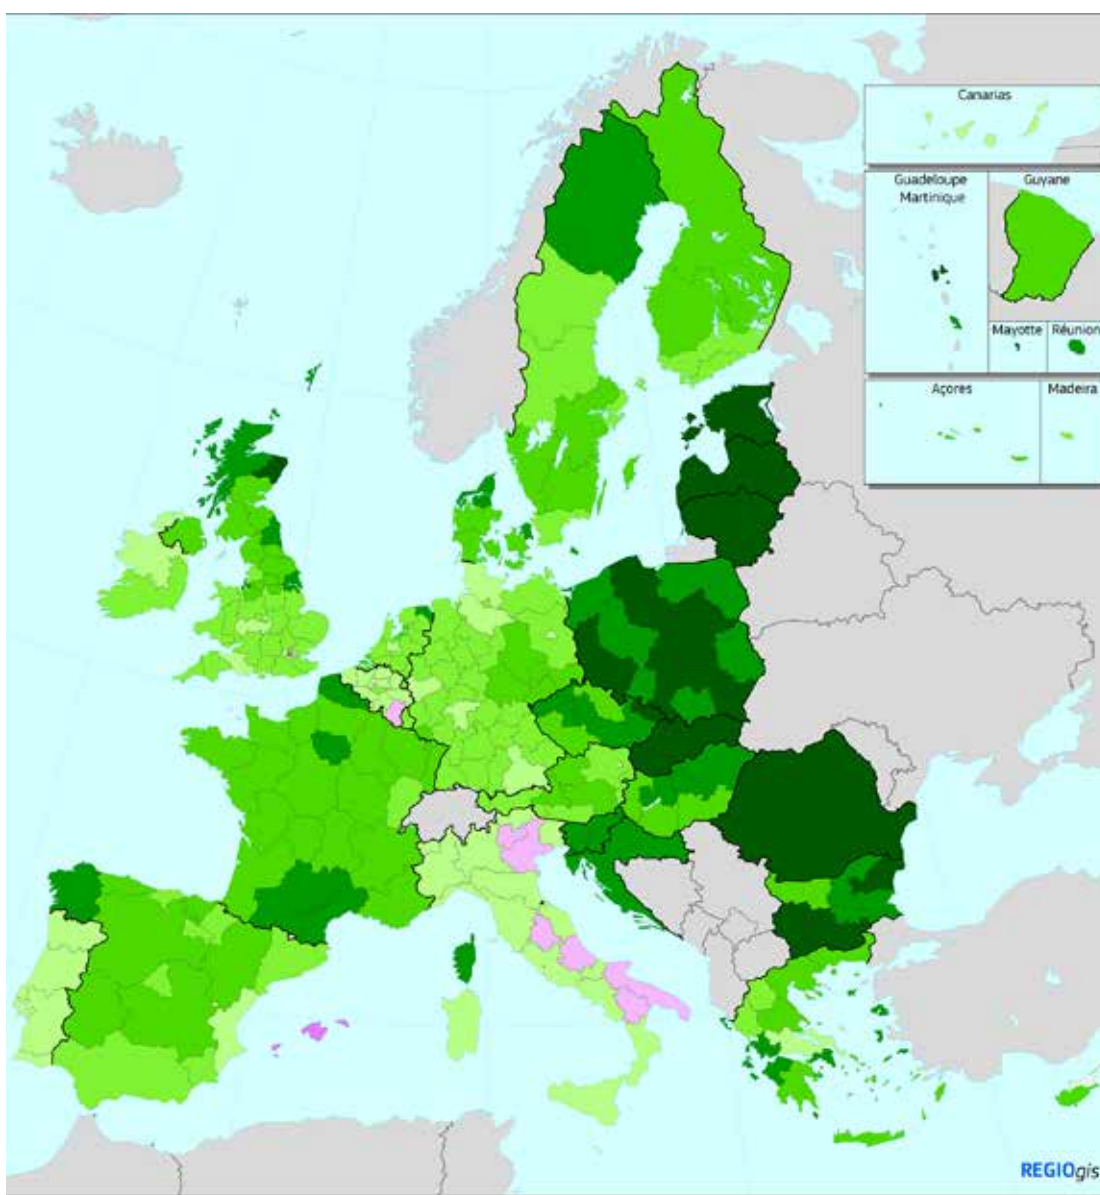 Canarias
Guadeloupe
Martinique
Guyane
Mayotte
Réunion
Açores
Madeira
REGIOgis